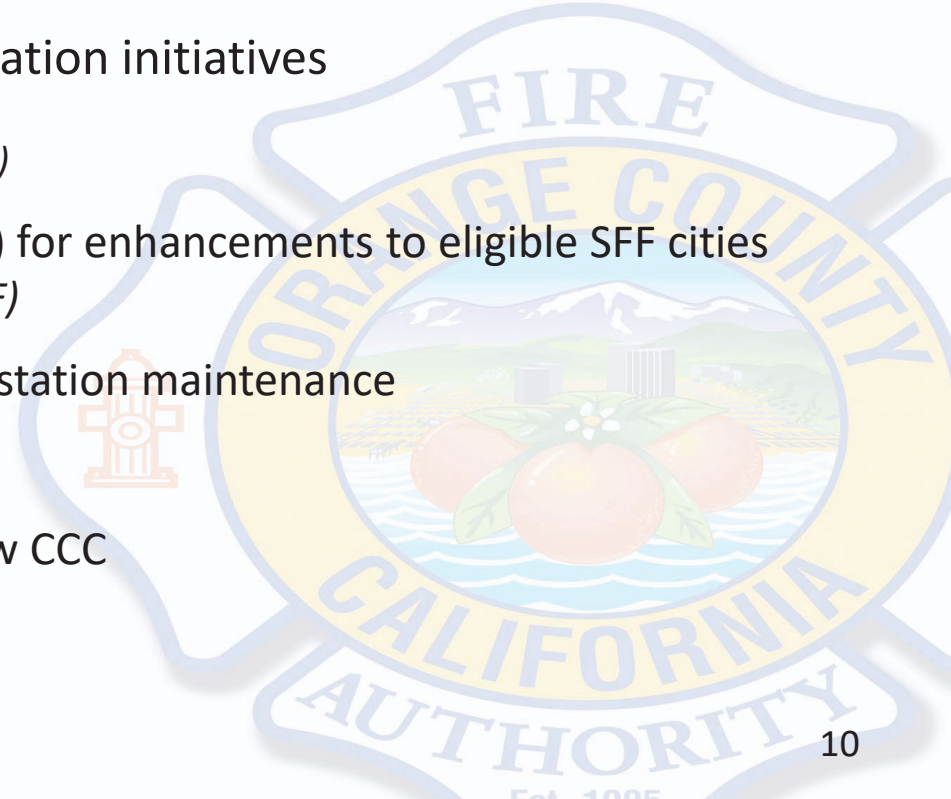 ation initiatives
)
) for enhancements to eligible SFF cities
F)
station maintenance
w CCC
10
FIRE
ORANGE COUNTY
CALIFORNIA
AUTHORITY